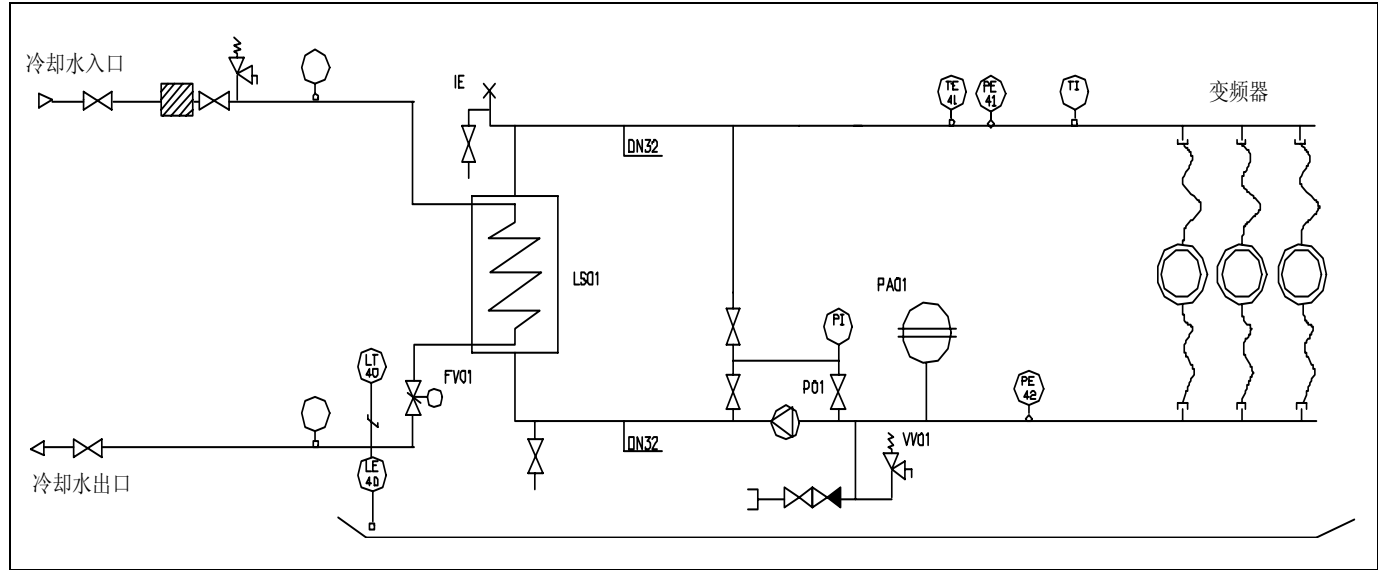 冷却水入口
IE
TE
41
PE
41
TI
变频器
DN32
LS01
PA01
PI
LT
40
FV01
P01
PE
42
DN32
VV01
LE
40
冷却水出口